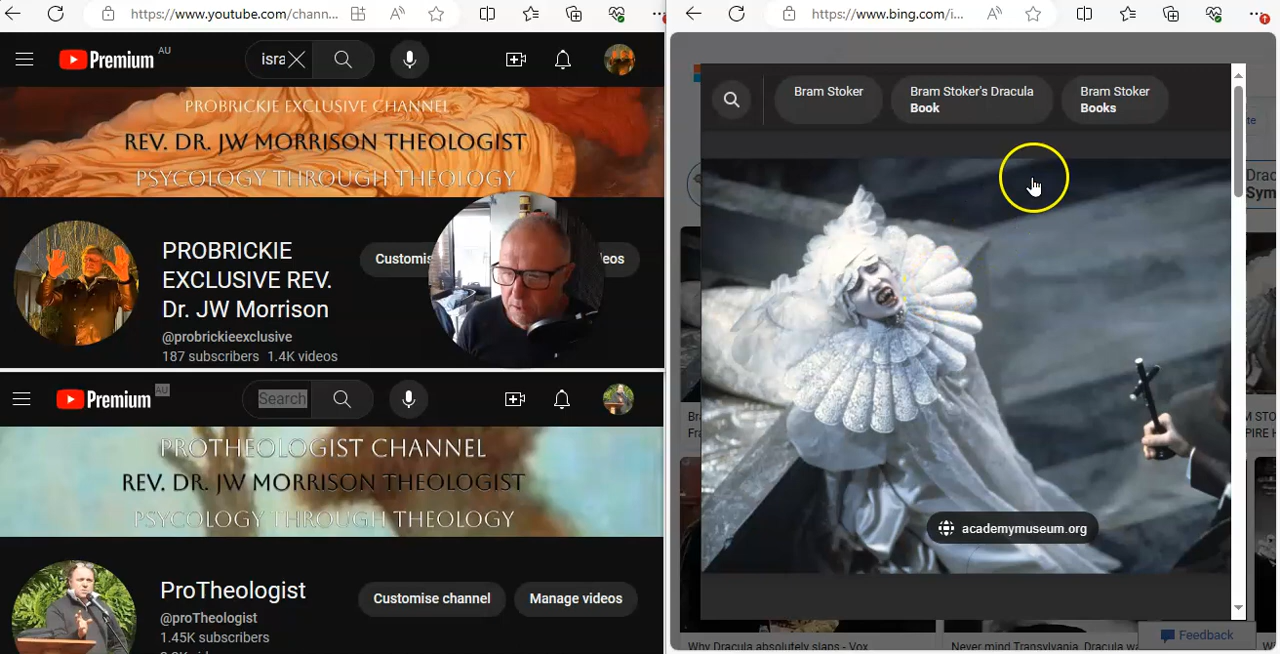 https://www.youtube.com/chann...
Premium AU
isra
PROBRICKIE EXCLUSIVE CHANNEL
REV. DR. JW MORRISON THEOLOGIST
PSYCOLOGY THROUGH THEOLOGY
PROBRICKIE
EXCLUSIVE REV.
Dr. JW Morrison
@probrickieexclusive
187 subscribers 1.4K videos
Customis
eos
Premium AU
Search
PROTHEOLOGIST CHANNEL
REV. DR. JW MORRISON THEOLOGIST
PSYCOLOGY THROUGH THEOLOGY
ProTheologist
@proTheologist
1.45K subscribers
Customise channel
Manage videos
https://www.bing.com/i...
Bram Stoker
Bram Stoker's Dracula
Book
Bram Stoker
Books
Drac
Sym
academymuseum.org
Why Dracula absolutely slaps - Vox
Never mind Transylvania, Dracula wa
Feedback